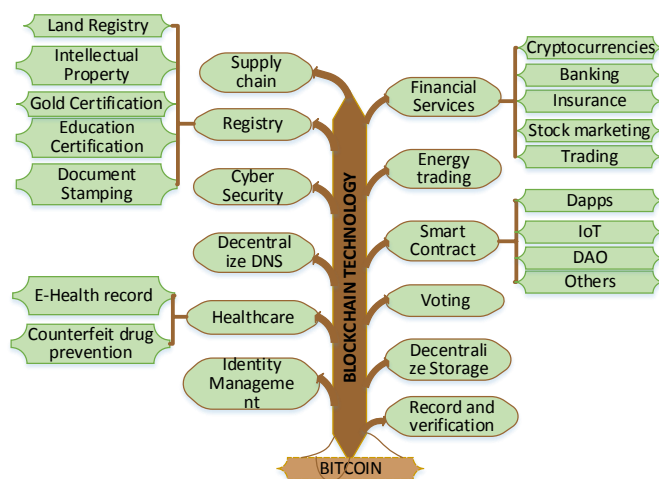 Land Registry
Intellectual
Property
Gold Certification
Education
Certification
Document
Stamping
E-Health record
Counterfeit drug
prevention
Supply
chain
Registry
Cyber
Security
Decentral
ize DNS
Healthcare
Identity
Manageme
nt
BLOCKCHAIN TECHNOLOGY
BITCOIN
Financial
Services
Energy
trading
Smart
Contract
Voting
Decentrali
ze Storage
Record and
verification
Cryptocurrencies
Banking
Insurance
Stock marketing
Trading
Dapps
IoT
DAO
Others